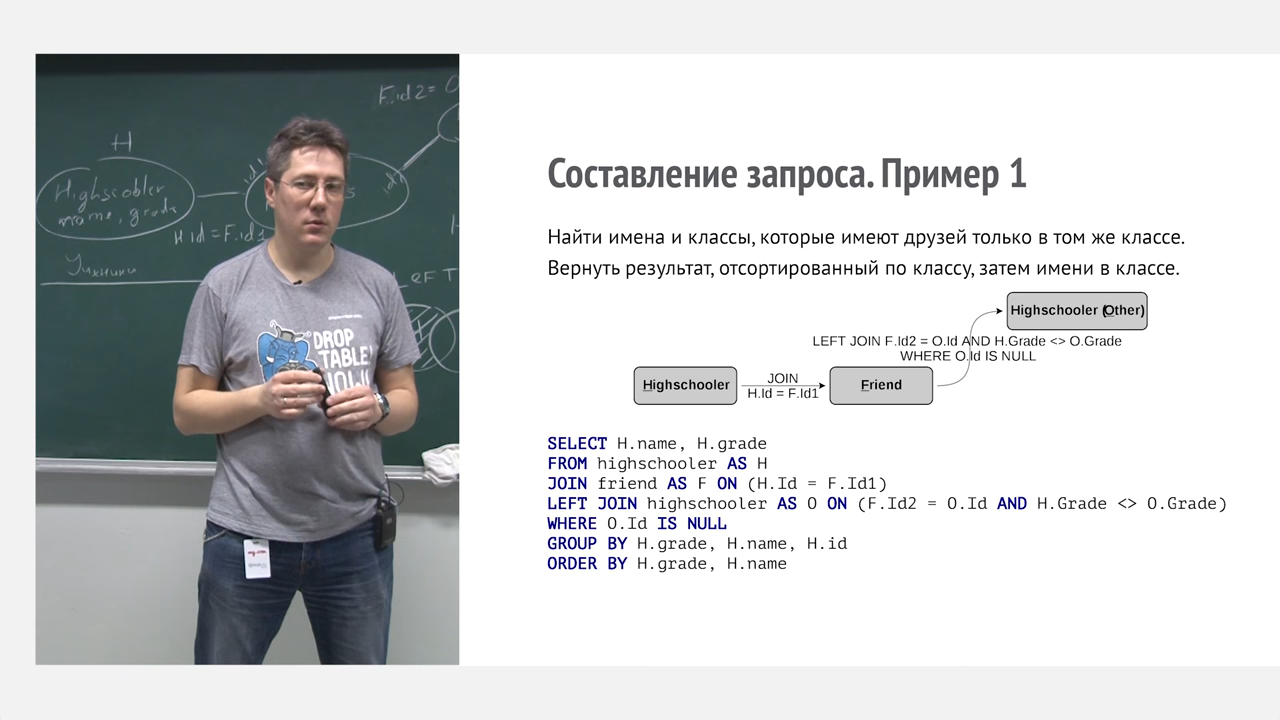 F.id2 =
H
Highscobler
name, grade
H id = F.id1
DROP
TABLE
NOW!
Составление запроса. Пример 1
Найти имена и классы, которые имеют друзей только в том же классе.
Вернуть результат, отсортированный по классу, затем имени в классе.
Highschooler (Other)
LEFT JOIN F.Id2 = O.Id AND H.Grade <> O.Grade
WHERE O.Id IS NULL
Highschooler
JOIN
H.Id = F.Id1
Friend
SELECT H.name, H.grade
FROM highschooler AS H
JOIN friend AS F ON (H.Id = F.Id1)
LEFT JOIN highschooler AS O ON (F.Id2 = O.Id AND H.Grade <> O.Grade)
WHERE O.Id IS NULL
GROUP BY H.grade, H.name, H.id
ORDER BY H.grade, H.name